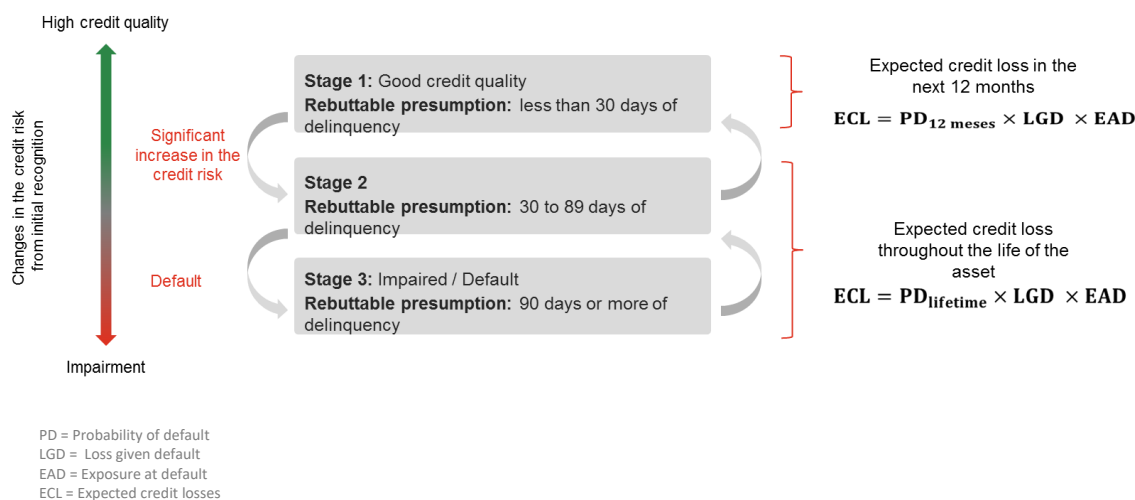 High credit quality
Changes in the credit risk
from initial recognition
Impairment
Significant
increase in the
credit risk
Default
Stage 1: Good credit quality
Rebuttable presumption: less than 30 days of
delinquency
Stage 2
Rebuttable presumption: 30 to 89 days of
delinquency
Stage 3: Impaired / Default
Rebuttable presumption: 90 days or more of
delinquency
Expected credit loss in the
next 12 months
ECL = PD12 meses × LGD × EAD
Expected credit loss
throughout the life of the
asset
ECL = PDlifetime × LGD × EAD
PD = Probability of default
LGD = Loss given default
EAD = Exposure at default
ECL = Expected credit losses